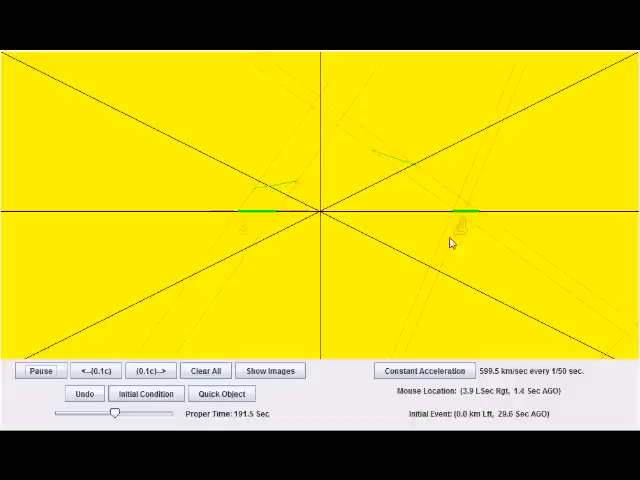 Pause <--(0.1c) (0.1c)--> Clear All Show Images Constant Acceleration 599.5 km/sec every 1/50 sec.
Undo Initial Condition Quick Object Mouse Location: (3.9 LSec Rgt, 1.4 Sec AGO)
Proper Time: 191.5 Sec Initial Event: (0.0 km Lft, 29.6 Sec AGO)